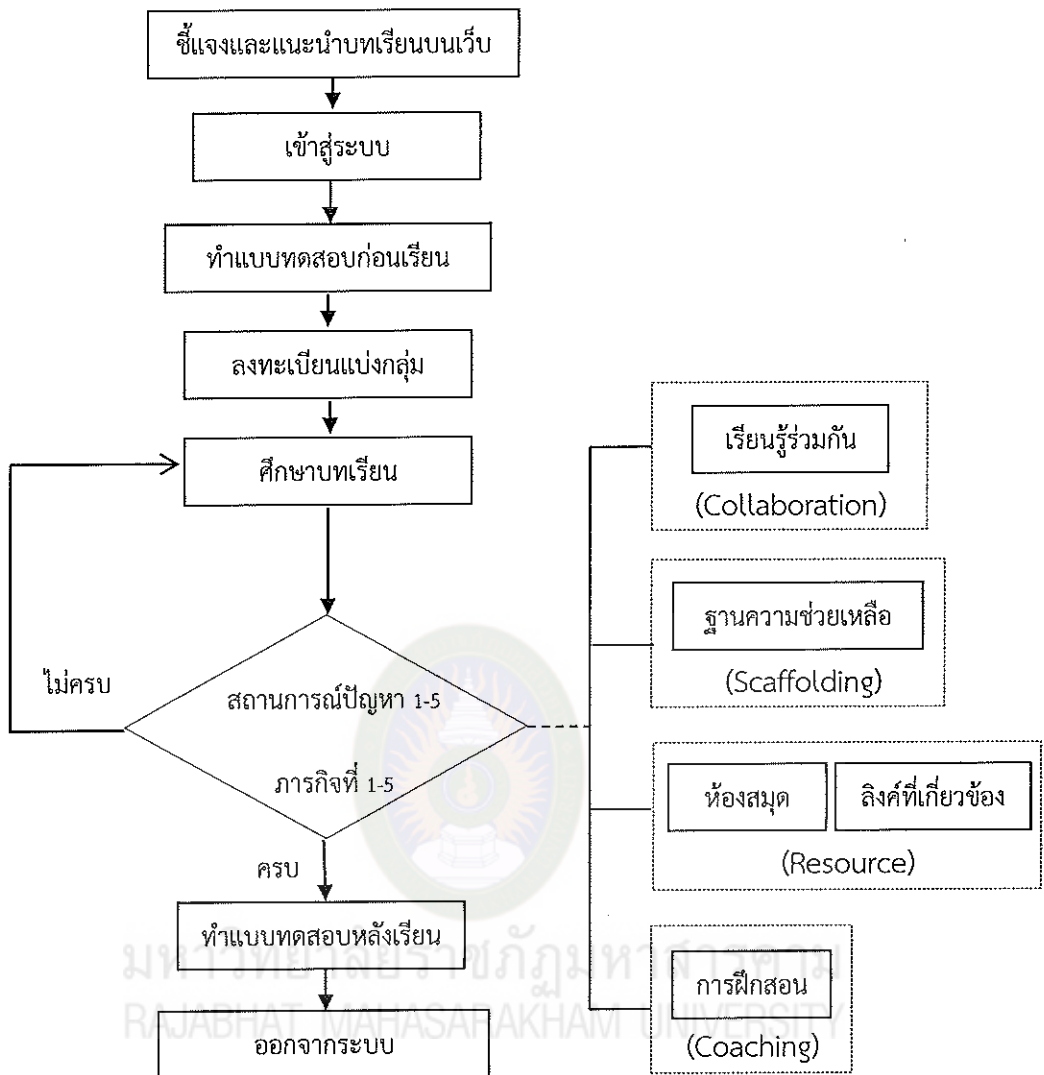 ชี้แจงและแนะนำบทเรียนบนเว็บ
เข้าสู่ระบบ
ทำแบบทดสอบก่อนเรียน
ลงทะเบียนแบ่งกลุ่ม
ศึกษาบทเรียน
ไม่ครบ
สถานการณ์ปัญหา 1-5
ภารกิจที่ 1-5
ครบ
ทำแบบทดสอบหลังเรียน
ออกจากระบบ
เรียนรู้ร่วมกัน
(Collaboration)
ฐานความช่วยเหลือ
(Scaffolding)
ห้องสมุด
ลิงค์ที่เกี่ยวข้อง
(Resource)
การฝึกสอน
(Coaching)
มหาวิทยาลัยราชภัฏมหาสารคาม
RAJABHAT MAHASARAKHAM UNIVERSITY